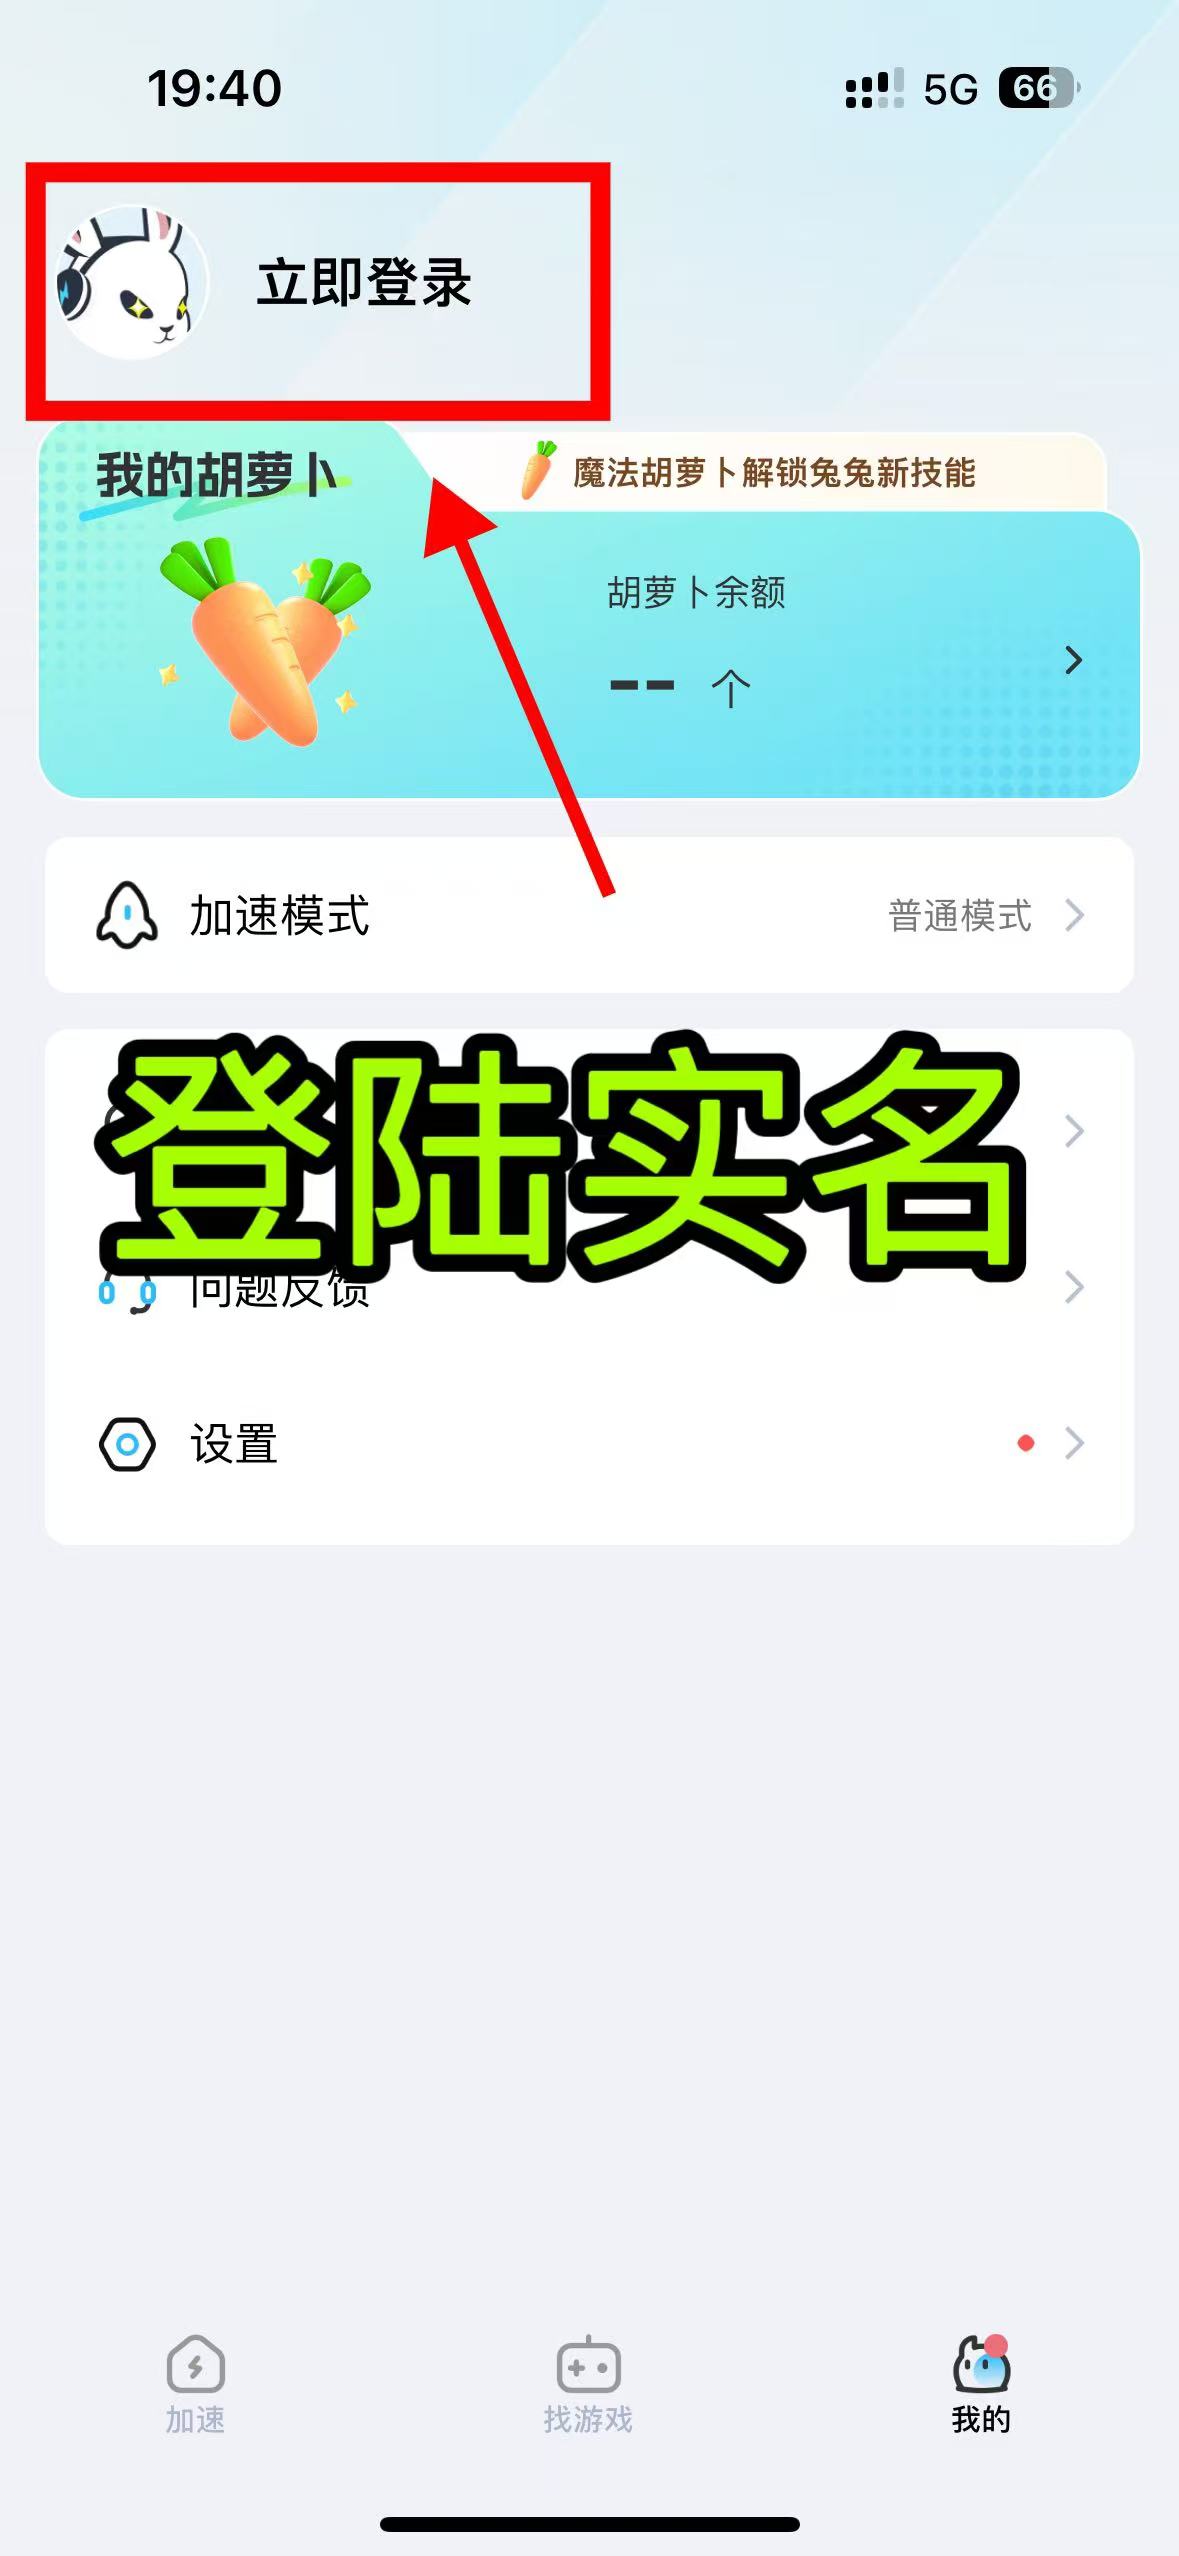 19:40
5G
66
立即登录
我的胡萝卜
魔法胡萝卜解锁兔兔新技能
胡萝卜余额
-- 个
加速模式
普通模式
登陆实名
问题反馈
设置
加速
找游戏
我的